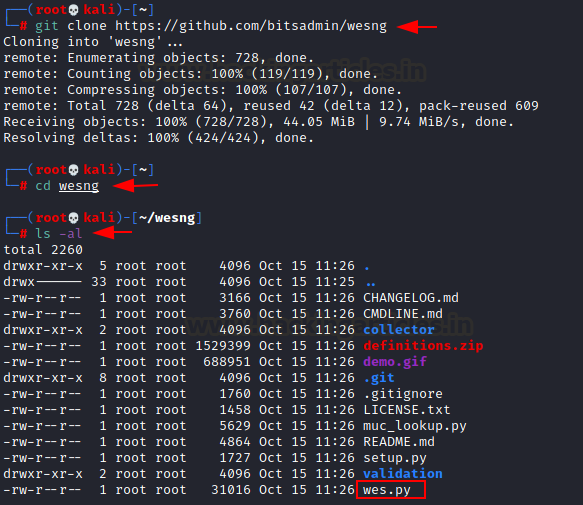 ┌──(root💀kali)-[~]
└─# git clone https://github.com/bitsadmin/wesng
Cloning into 'wesng'...
remote: Enumerating objects: 728, done.
remote: Counting objects: 100% (119/119), done.
remote: Compressing objects: 100% (107/107), done.
remote: Total 728 (delta 64), reused 42 (delta 12), pack-reused 609
Receiving objects: 100% (728/728), 44.05 MiB | 9.74 MiB/s, done.
Resolving deltas: 100% (424/424), done.
┌──(root💀kali)-[~]
└─# cd wesng
┌──(root💀kali)-[~/wesng]
└─# ls -al
total 2260
drwxr-xr-x  5 root root    4096 Oct 15 11:26 .
drwx------ 33 root root    4096 Oct 15 11:25 ..
-rw-r--r--  1 root root    3166 Oct 15 11:26 CHANGELOG.md
-rw-r--r--  1 root root    3760 Oct 15 11:26 CMDLINE.md
drwxr-xr-x  2 root root    4096 Oct 15 11:26 collector
-rw-r--r--  1 root root 1529399 Oct 15 11:26 definitions.zip
-rw-r--r--  1 root root  688951 Oct 15 11:26 demo.gif
drwxr-xr-x  8 root root    4096 Oct 15 11:26 .git
-rw-r--r--  1 root root    1760 Oct 15 11:26 .gitignore
-rw-r--r--  1 root root    1458 Oct 15 11:26 LICENSE.txt
-rw-r--r--  1 root root    5629 Oct 15 11:26 muc_lookup.py
-rw-r--r--  1 root root    4864 Oct 15 11:26 README.md
-rw-r--r--  1 root root    1727 Oct 15 11:26 setup.py
drwxr-xr-x  2 root root    4096 Oct 15 11:26 validation
-rw-r--r--  1 root root   31016 Oct 15 11:26 wes.py